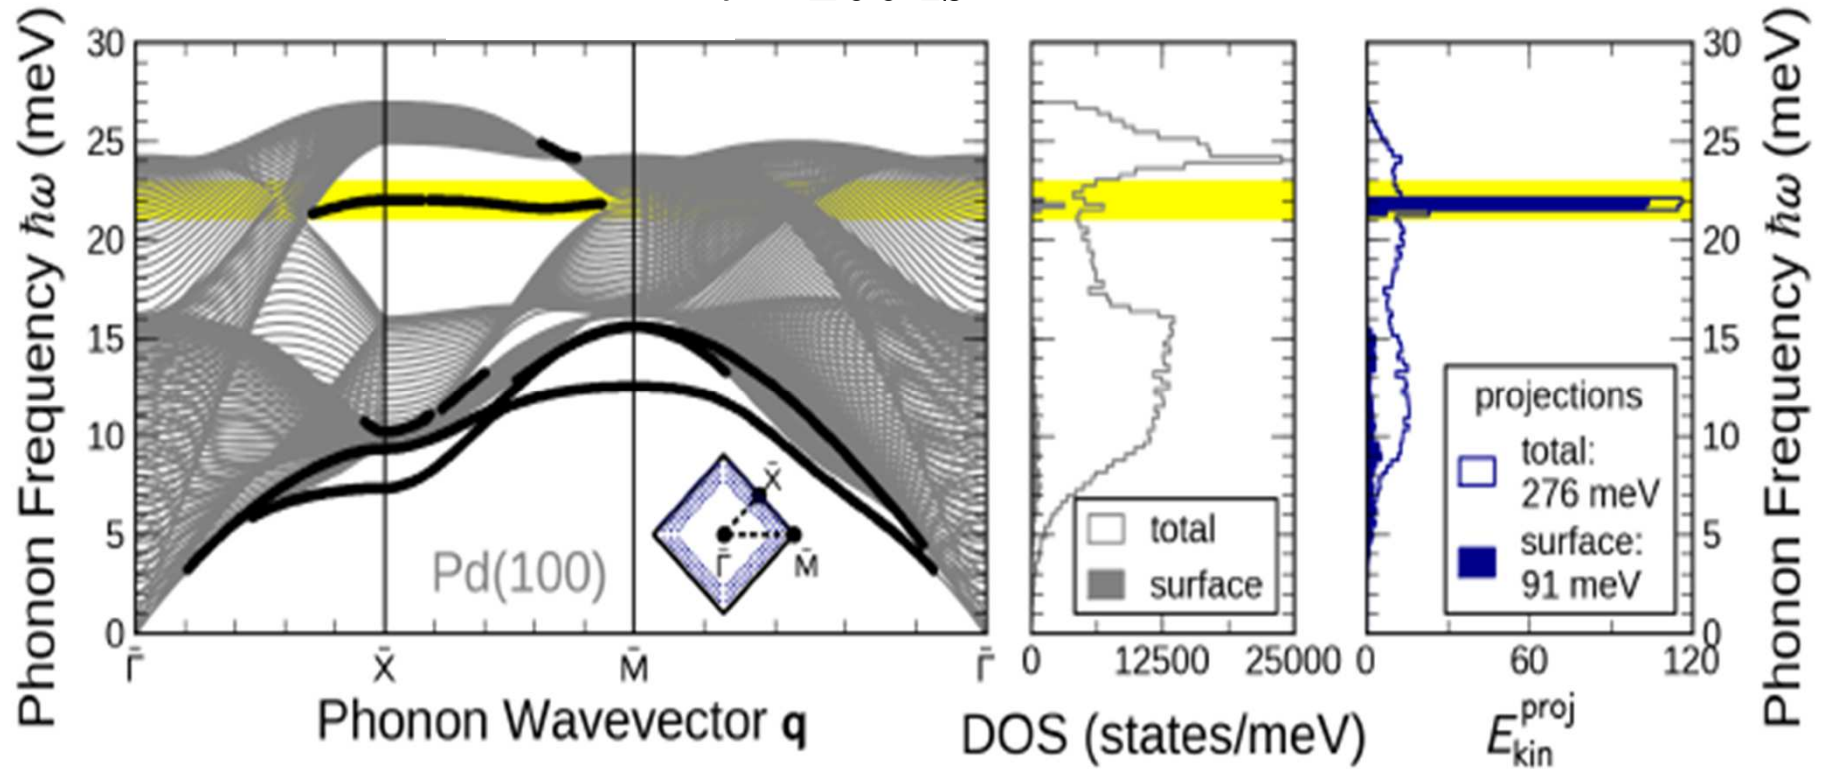 Phonon Frequency ħω (meV)
30
25
20
15
10
5
0
Γ̄
X̄
M̄
Γ̄
Phonon Wavevector q
Pd(100)
X̄
Γ̄
M̄
total
surface
0
12500
25000
DOS (states/meV)
projections
total:
276 meV
surface:
91 meV
0
60
120
E^proj_kin
30
25
20
15
10
5
0
Phonon Frequency ħω (meV)